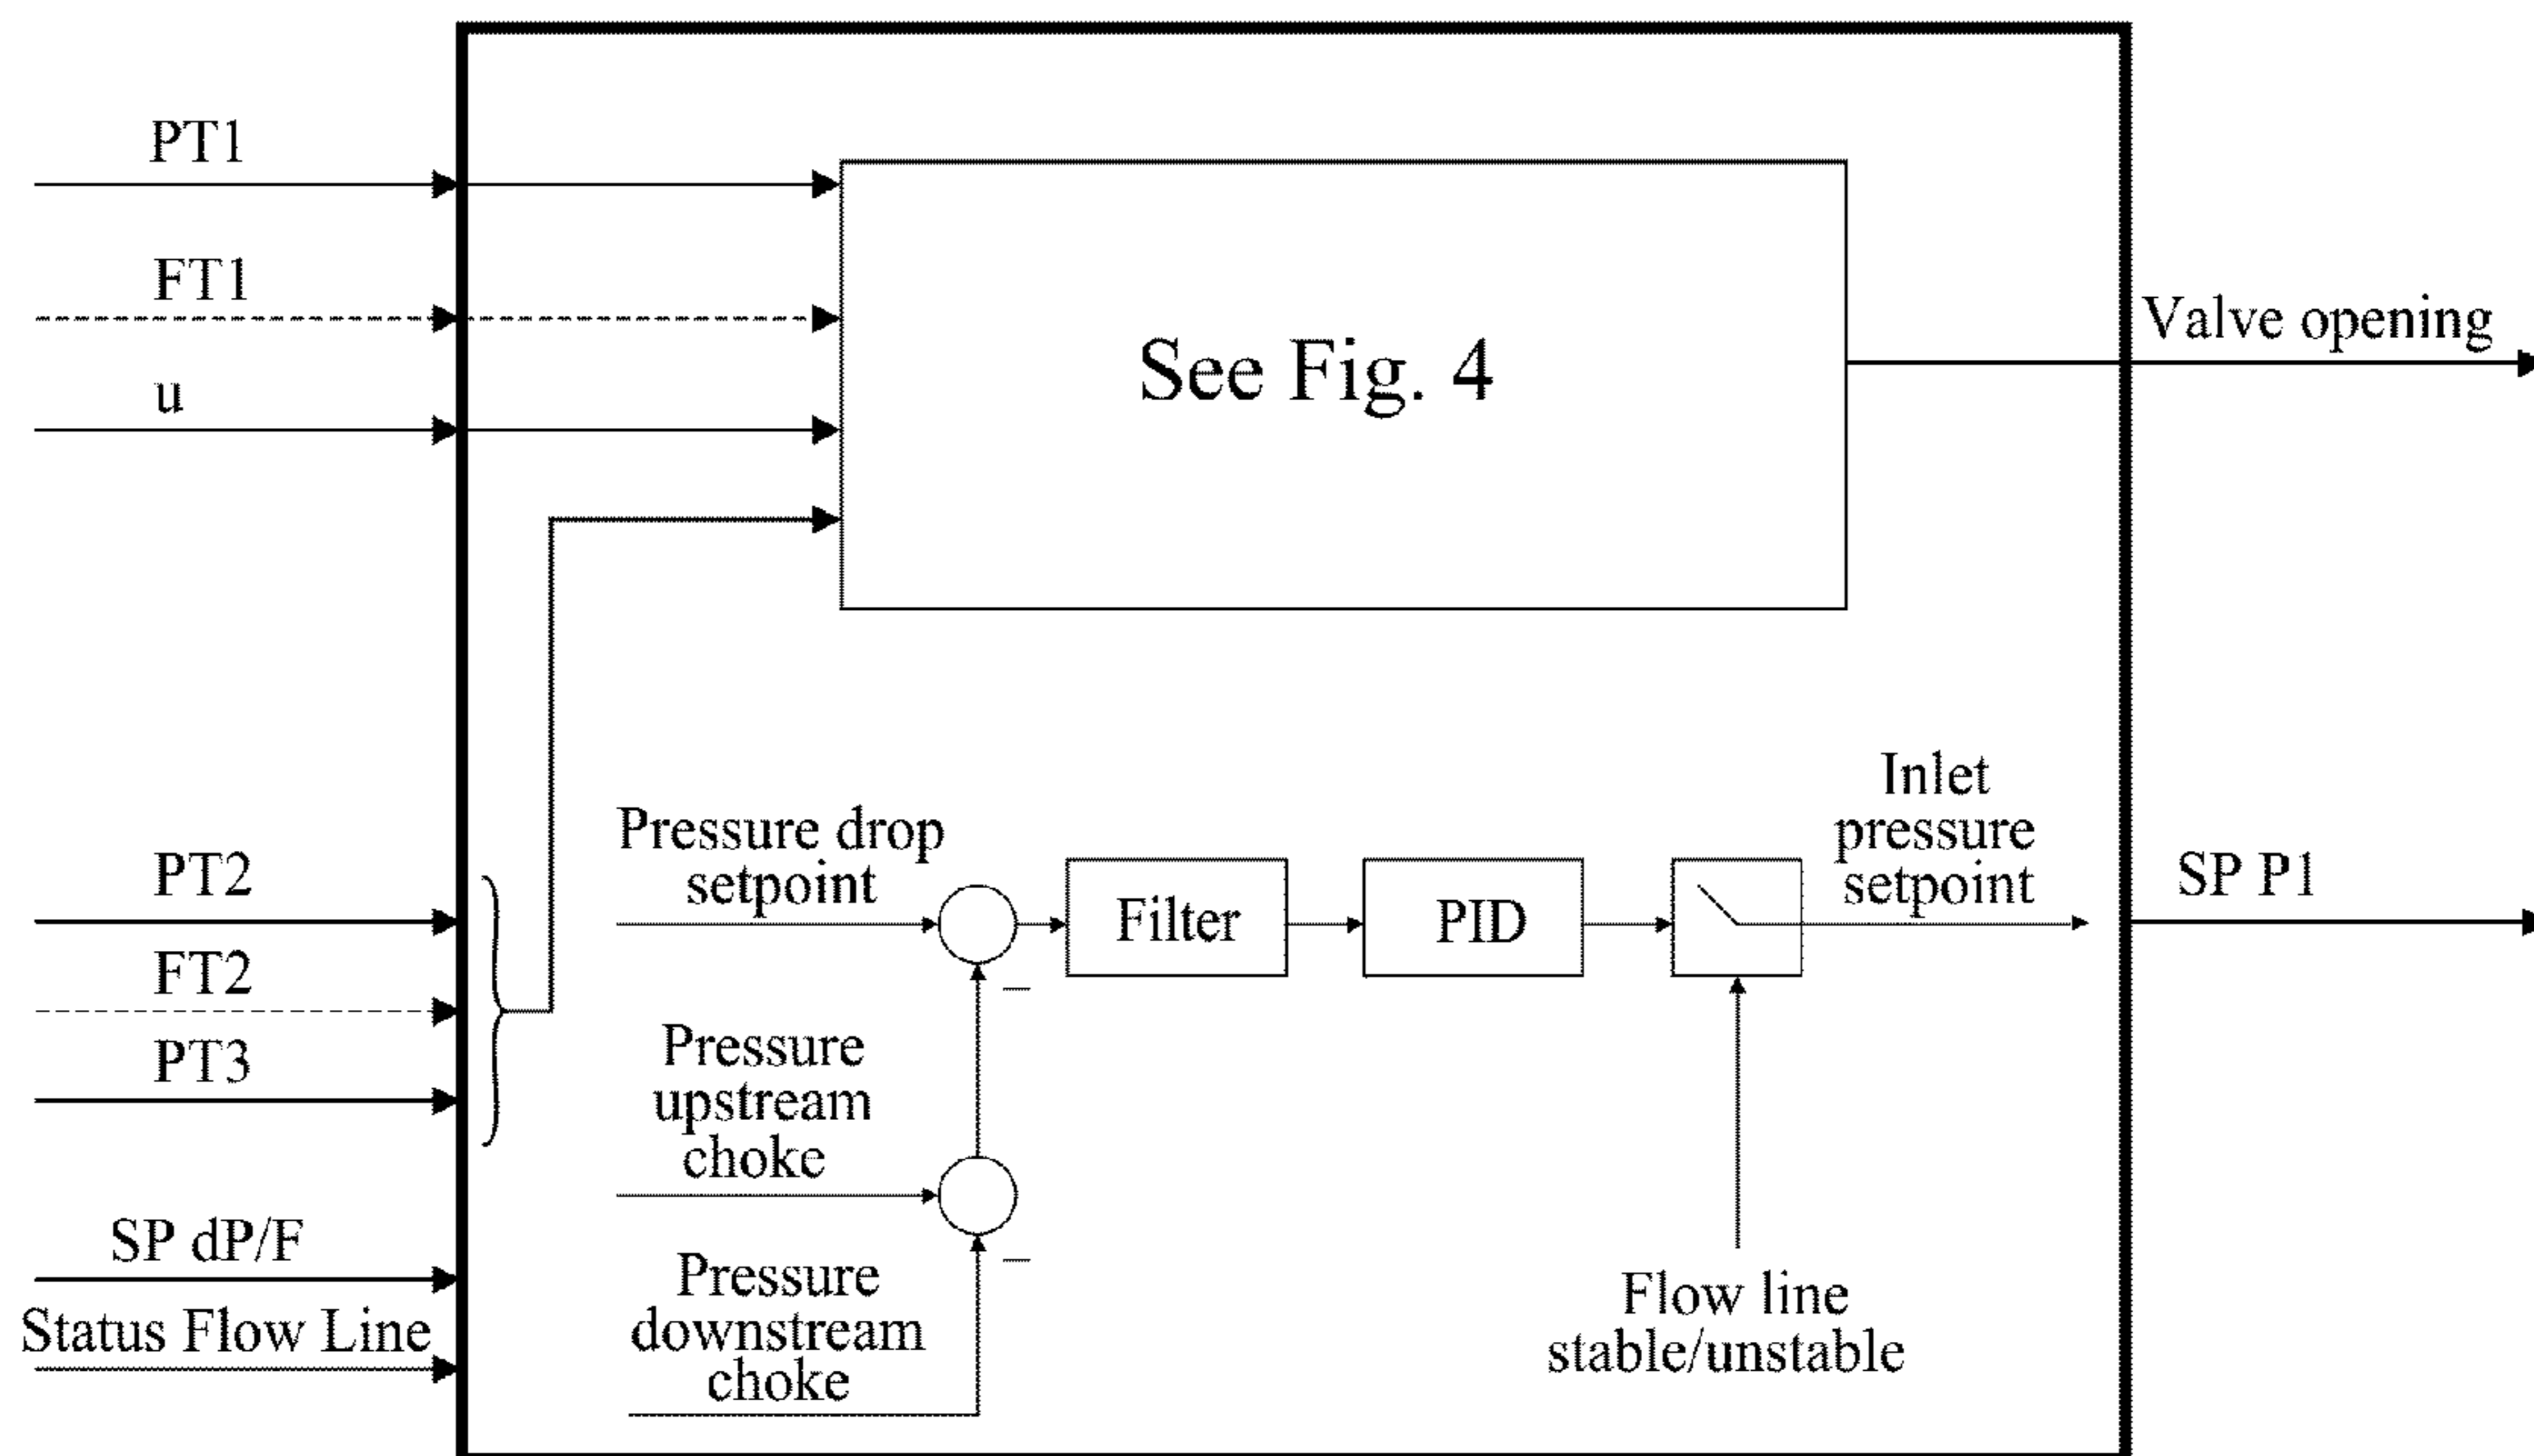 PT1
FT1
u
See Fig. 4
Valve opening
PT2
FT2
PT3
SP dP/F
Status Flow Line
Pressure drop
setpoint
Pressure
upstream
choke
Pressure
downstream
choke
Filter
PID
Inlet
pressure
setpoint
Flow line
stable/unstable
SP P1